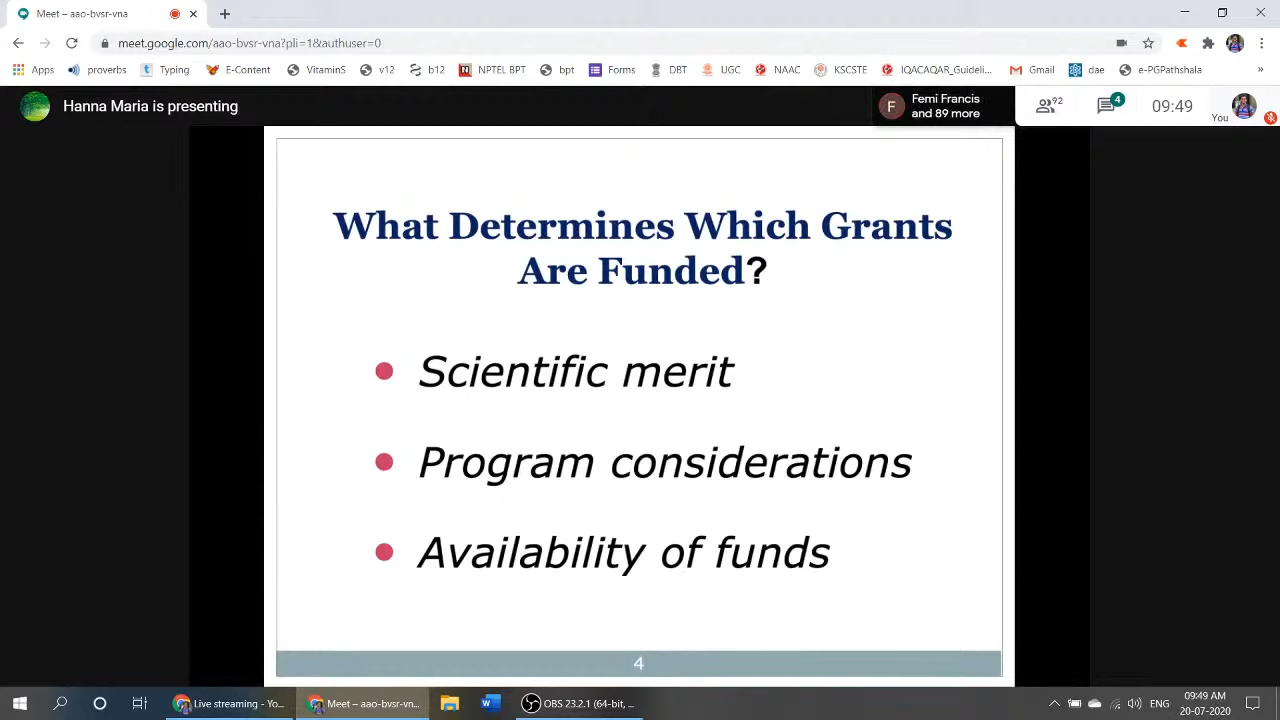 Meet – aao-bvsr-vna
meet.google.com/aao-bvsr-vna?pli=1&authuser=0
Apps proverbs Typing E-Content VitaminS v12 b12 NPTELRPT bpt Forms DBT UGC NAAC KSCSTE IQACAQAR_Guideli... Gmail dae e-PGPathshala »
Hanna Maria is presenting
F
Femi Francis
and 89 more
92
4
09:49
You
What Determines Which Grants
Are Funded?
Scientific merit
Program considerations
Availability of funds
4
Live streaming - Yo...
Meet – aao-bvsr-vn...
OBS 23.2.1 (64-bit, ...
ENG
09:49 AM
20-07-2020